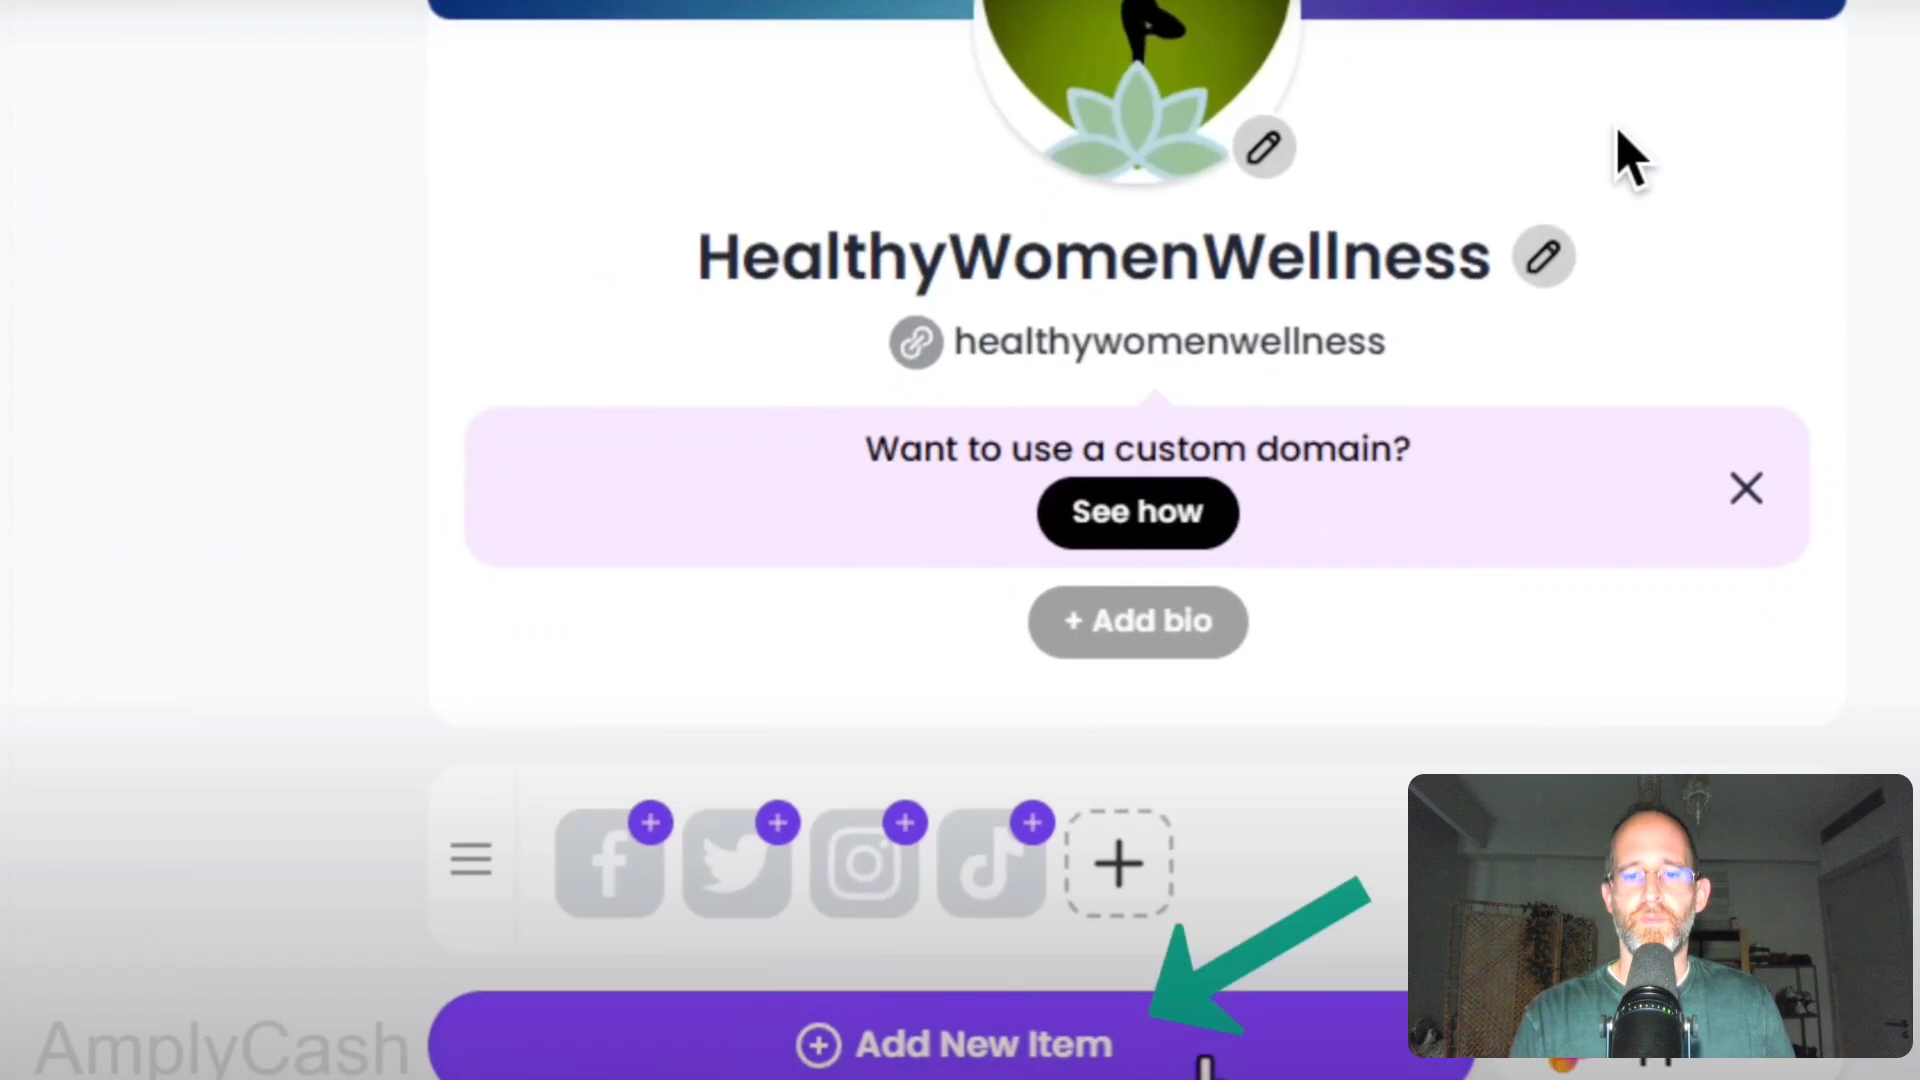 HealthyWomenWellness
healthywomenwellness
Want to use a custom domain?
See how
+ Add bio
Add New Item
AmplyCash